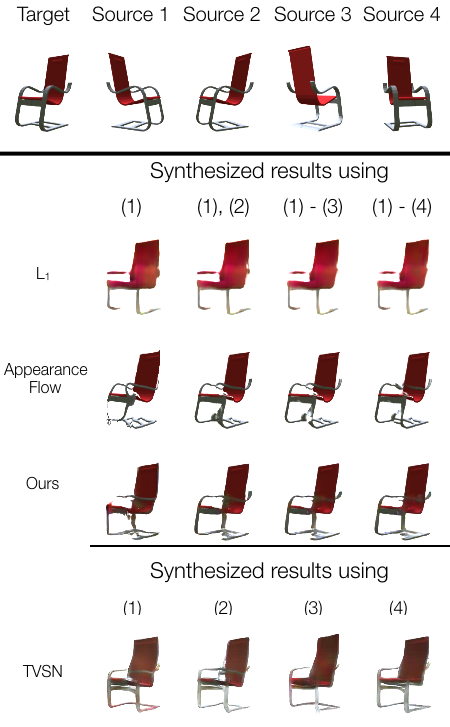 Target Source 1 Source 2 Source 3 Source 4
Synthesized results using
(1) (1), (2) (1) - (3) (1) - (4)
L₁
Appearance
Flow
Ours
Synthesized results using
(1) (2) (3) (4)
TVSN